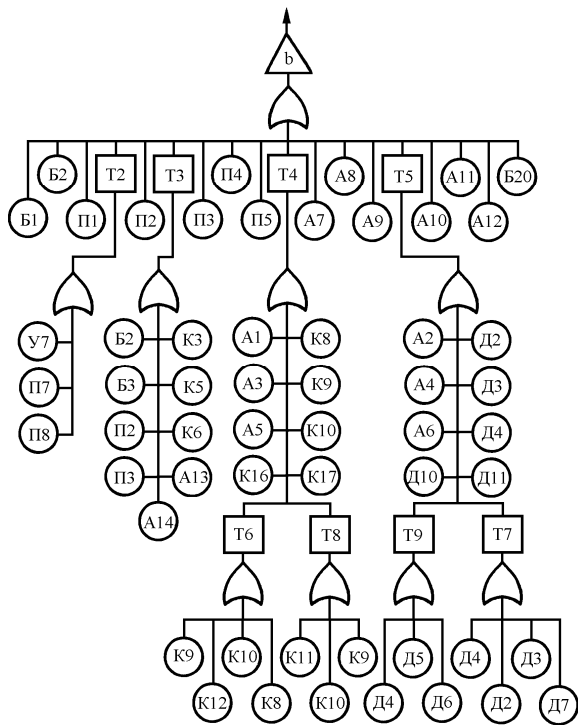 b
Б2 Т2 Т3 П4 Т4 А8 Т5 А11 Б20
Б1 П1 П2 П3 П5 А7 А9 А10 А12
У7 Б2 К3 А1 К8 А2 Д2
П7 Б3 К5 А3 К9 А4 Д3
П8 П2 К6 А5 К10 А6 Д4
П3 А13 К16 К17 Д10 Д11
А14
Т6 Т8 Т9 Т7
К9 К10 К11 К9 Д5 Д4 Д3
К12 К8 К10 Д4 Д6 Д2 Д7